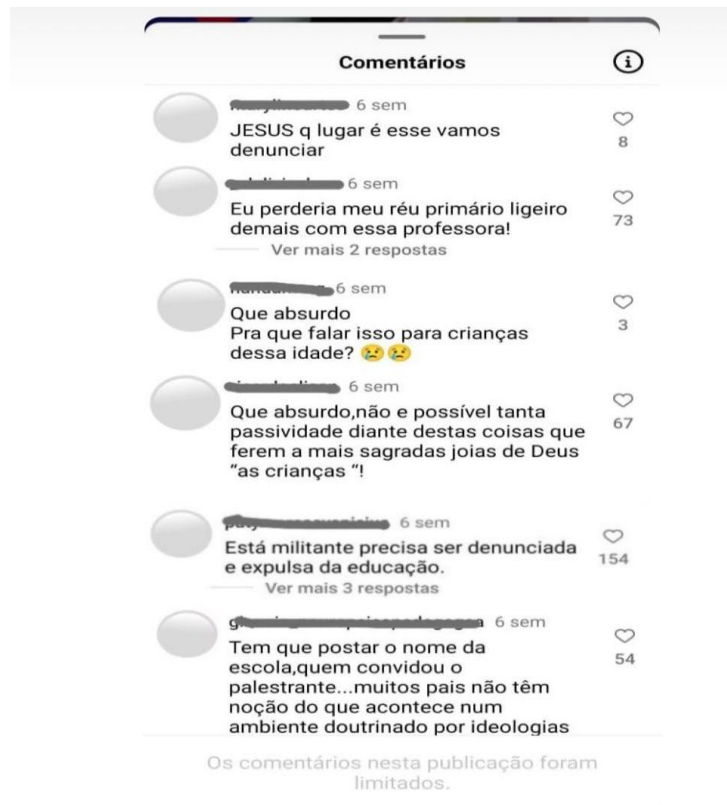 Comentários
6 sem
JESUS q lugar é esse vamos
denunciar
8
6 sem
Eu perderia meu réu primário ligeiro
demais com essa professora!
73
Ver mais 2 respostas
6 sem
Que absurdo
Pra que falar isso para crianças
dessa idade? 😢😢
3
6 sem
Que absurdo,não e possível tanta
passividade diante destas coisas que
ferem a mais sagradas joias de Deus
“as crianças “!
67
6 sem
Está militante precisa ser denunciada
e expulsa da educação.
154
Ver mais 3 respostas
6 sem
Tem que postar o nome da
escola,quem convidou o
palestrante...muitos pais não têm
noção do que acontece num
ambiente doutrinado por ideologias
54
Os comentários nesta publicação foram
limitados.